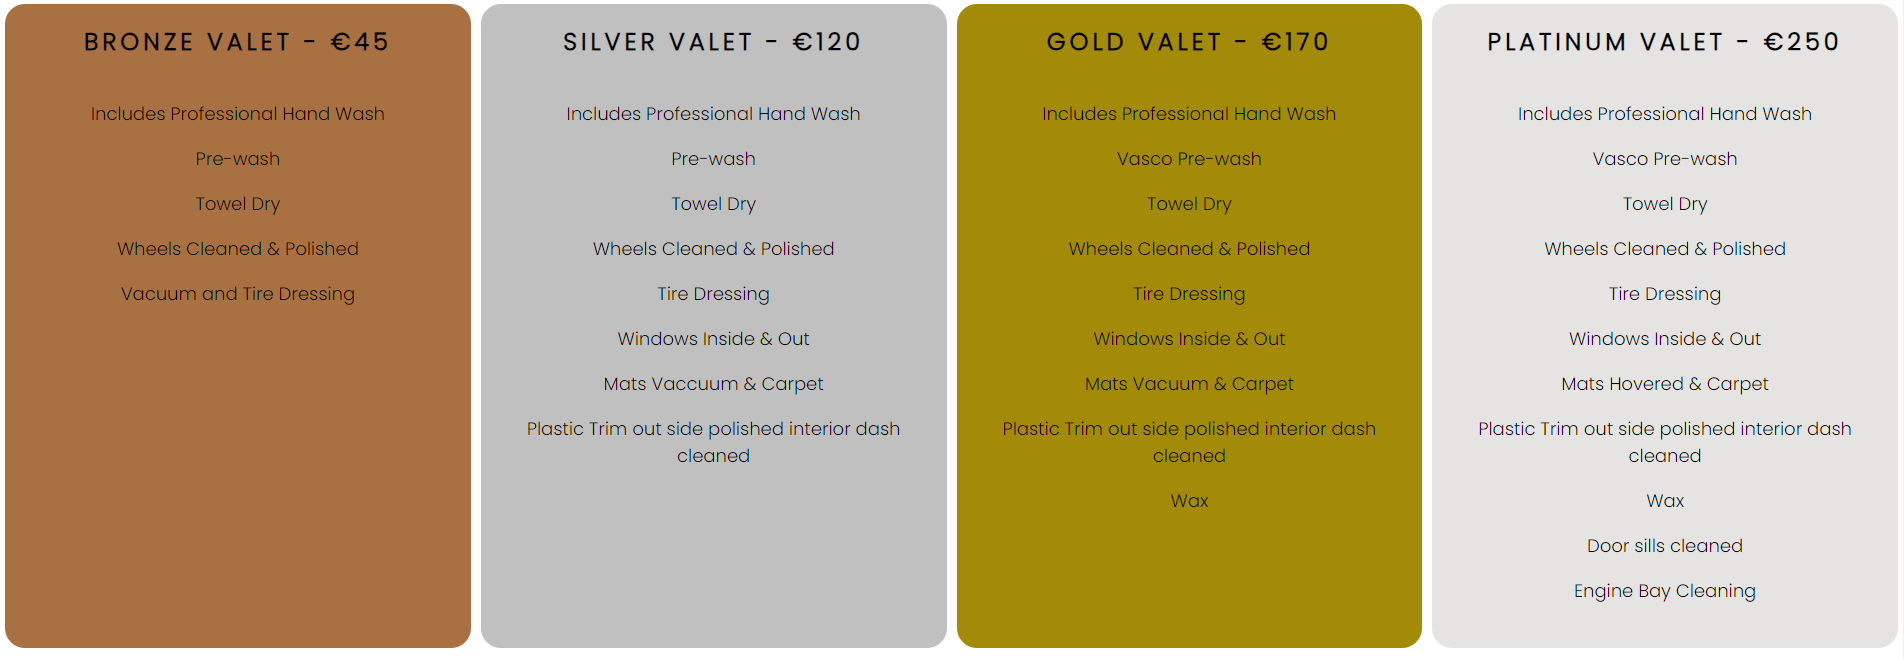 BRONZE VALET - €45
Includes Professional Hand Wash
Pre-wash
Towel Dry
Wheels Cleaned & Polished
Vacuum and Tire Dressing
SILVER VALET - €120
Includes Professional Hand Wash
Pre-wash
Towel Dry
Wheels Cleaned & Polished
Tire Dressing
Windows Inside & Out
Mats Vaccuum & Carpet
Plastic Trim out side polished interior dash
cleaned
GOLD VALET - €170
Includes Professional Hand Wash
Vasco Pre-wash
Towel Dry
Wheels Cleaned & Polished
Tire Dressing
Windows Inside & Out
Mats Vacuum & Carpet
Plastic Trim out side polished interior dash
cleaned
Wax
PLATINUM VALET - €250
Includes Professional Hand Wash
Vasco Pre-wash
Towel Dry
Wheels Cleaned & Polished
Tire Dressing
Windows Inside & Out
Mats Hovered & Carpet
Plastic Trim out side polished interior dash
cleaned
Wax
Door sills cleaned
Engine Bay Cleaning